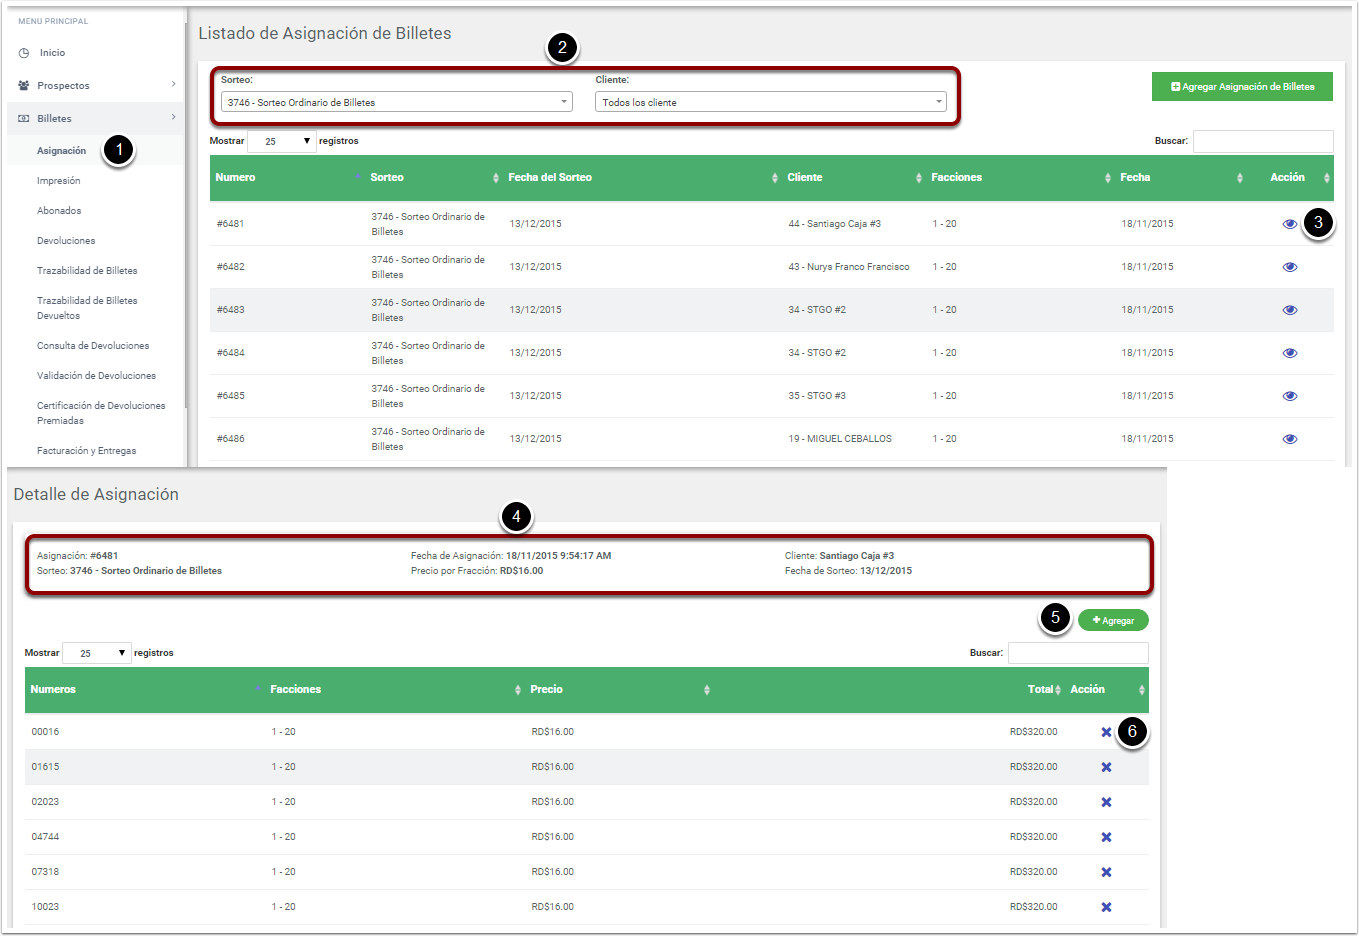 MENU PRINCIPAL
Inicio
Prospectos
Billetes
Asignación
1
Impresión
Abonados
Devoluciones
Trazabilidad de Billetes
Trazabilidad de Billetes
Devueltos
Consulta de Devoluciones
Validación de Devoluciones
Certificación de Devoluciones
Premiadas
Facturación y Entregas
Listado de Asignación de Billetes
2
Sorteo: Cliente:
3746 - Sorteo Ordinario de Billetes Todos los cliente
Agregar Asignación de Billetes
Mostrar 25 registros Buscar:
Numero Sorteo Fecha del Sorteo Cliente Facciones Fecha Acción
#6481 3746 - Sorteo Ordinario de Billetes 13/12/2015 44 - Santiago Caja #3 1 - 20 18/11/2015 3
#6482 3746 - Sorteo Ordinario de Billetes 13/12/2015 43 - Nurys Franco Francisco 1 - 20 18/11/2015
#6483 3746 - Sorteo Ordinario de Billetes 13/12/2015 34 - STGO #2 1 - 20 18/11/2015
#6484 3746 - Sorteo Ordinario de Billetes 13/12/2015 34 - STGO #2 1 - 20 18/11/2015
#6485 3746 - Sorteo Ordinario de Billetes 13/12/2015 35 - STGO #3 1 - 20 18/11/2015
#6486 3746 - Sorteo Ordinario de Billetes 13/12/2015 19 - MIGUEL CEBALLOS 1 - 20 18/11/2015
Detalle de Asignación
4
Asignación: #6481 Fecha de Asignación: 18/11/2015 9:54:17 AM Cliente: Santiago Caja #3
Sorteo: 3746 - Sorteo Ordinario de Billetes Precio por Fracción: RD$16.00 Fecha de Sorteo: 13/12/2015
5 Agregar
Mostrar 25 registros Buscar:
Numeros Facciones Precio Total Acción
00016 1 - 20 RD$16.00 RD$320.00 6
01615 1 - 20 RD$16.00 RD$320.00
02023 1 - 20 RD$16.00 RD$320.00
04744 1 - 20 RD$16.00 RD$320.00
07318 1 - 20 RD$16.00 RD$320.00
10023 1 - 20 RD$16.00 RD$320.00